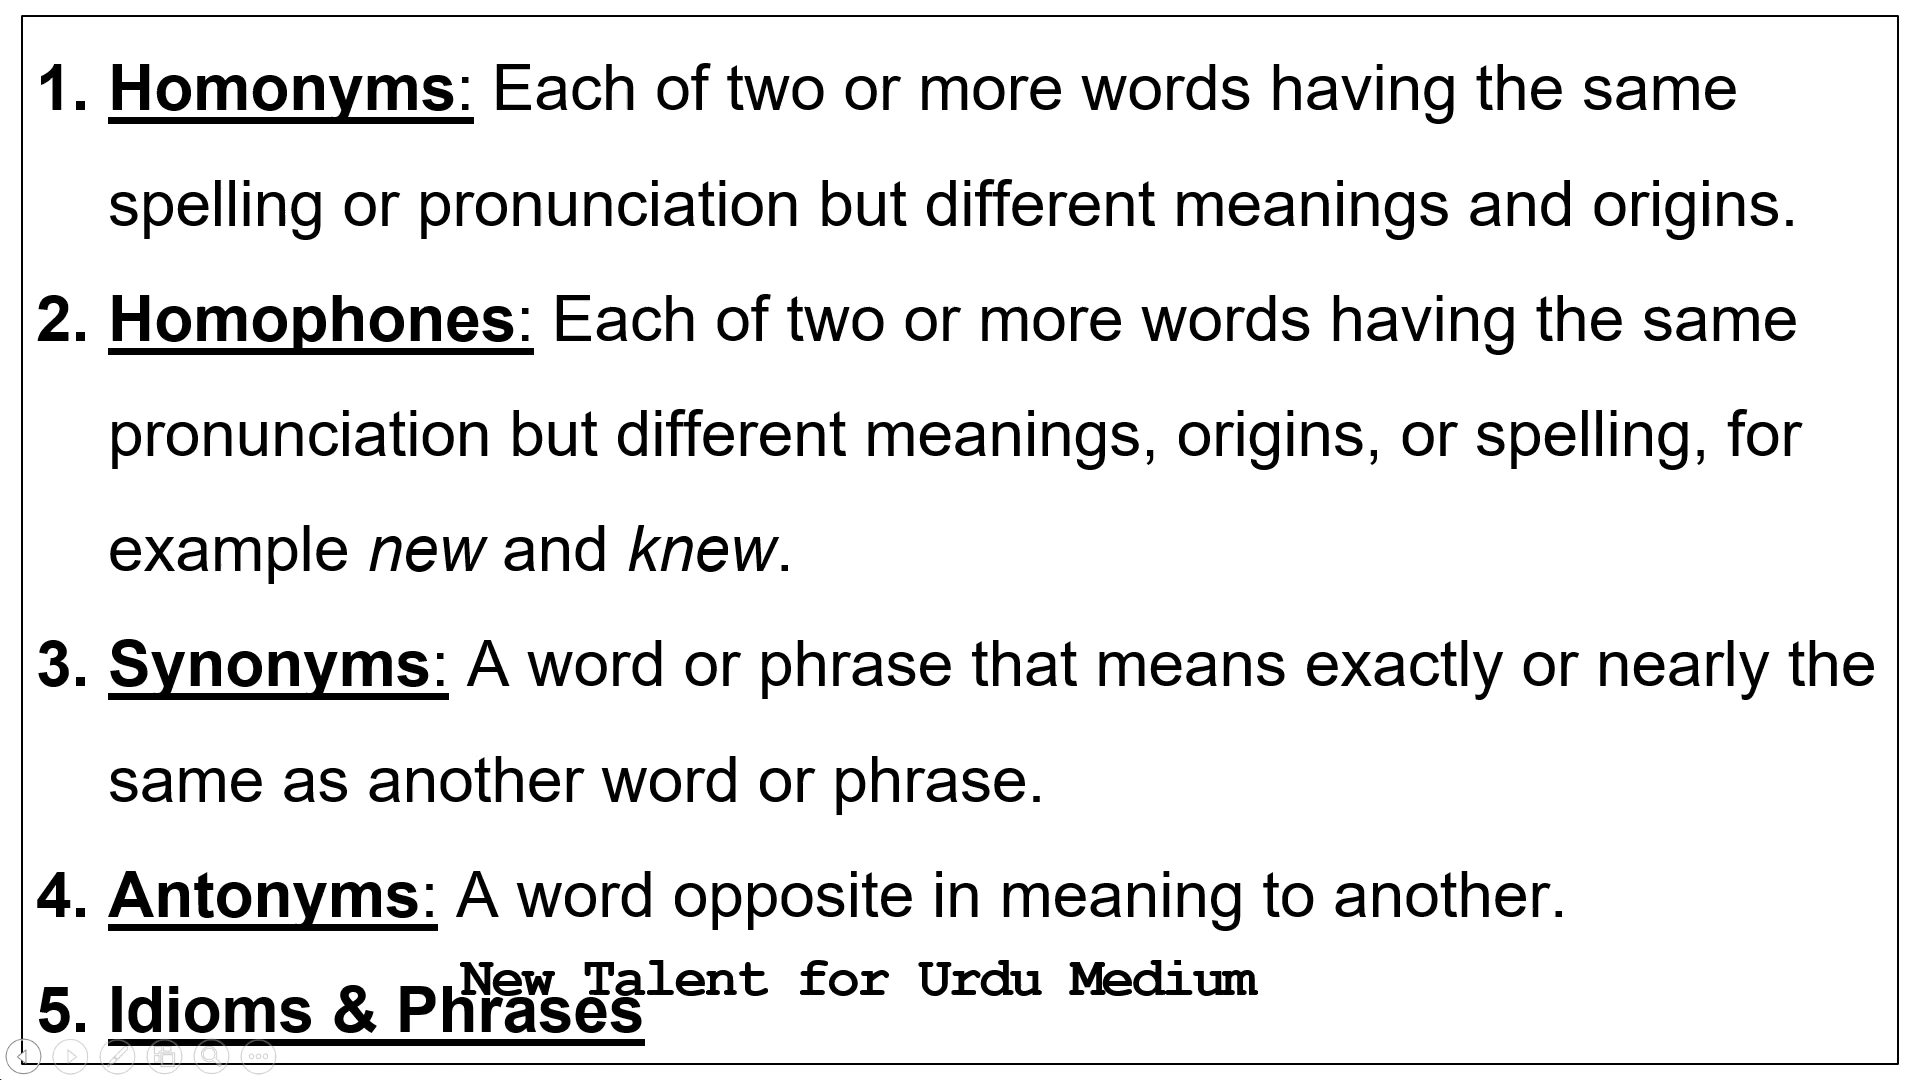 1. Homonyms: Each of two or more words having the same
spelling or pronunciation but different meanings and origins.
2. Homophones: Each of two or more words having the same
pronunciation but different meanings, origins, or spelling, for
example new and knew.
3. Synonyms: A word or phrase that means exactly or nearly the
same as another word or phrase.
4. Antonyms: A word opposite in meaning to another.
New Talent for Urdu Medium
5. Idioms & Phrases